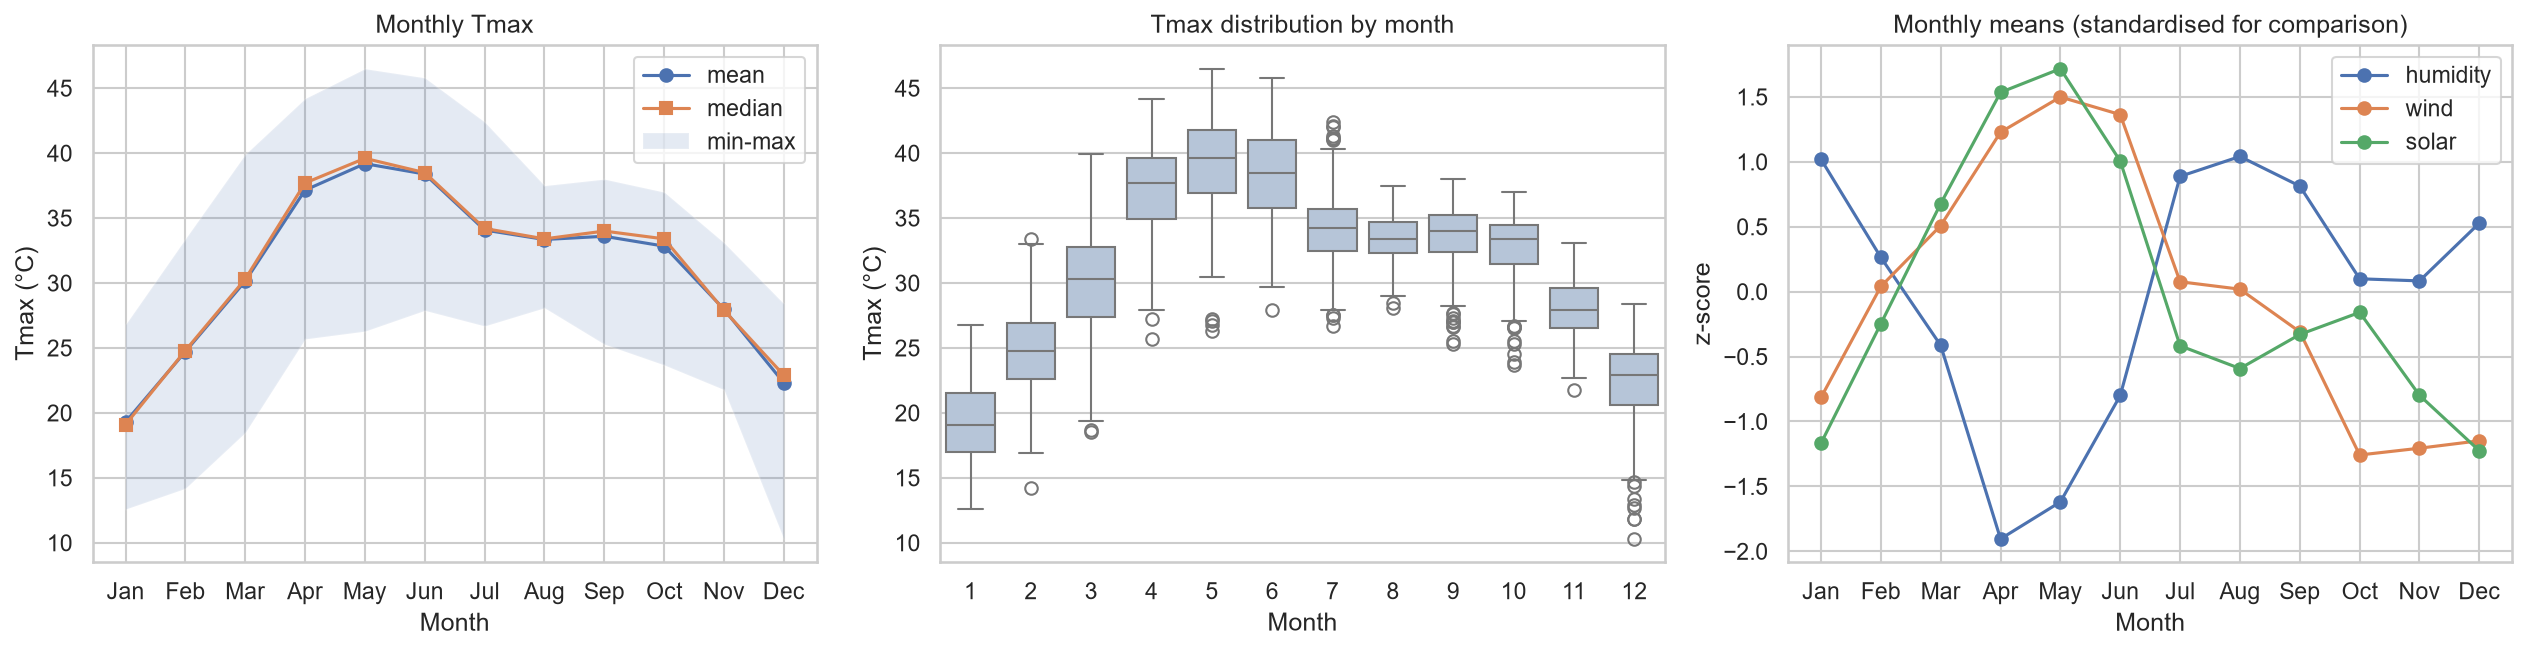 Monthly Tmax
mean
median
min-max
45
40
35
30
25
20
15
10
Tmax (°C)
Jan Feb Mar Apr May Jun Jul Aug Sep Oct Nov Dec
Month
Tmax distribution by month
45
40
35
30
25
20
15
10
Tmax (°C)
1 2 3 4 5 6 7 8 9 10 11 12
Month
Monthly means (standardised for comparison)
humidity
wind
solar
1.5
1.0
0.5
0.0
−0.5
−1.0
−1.5
−2.0
z-score
Jan Feb Mar Apr May Jun Jul Aug Sep Oct Nov Dec
Month